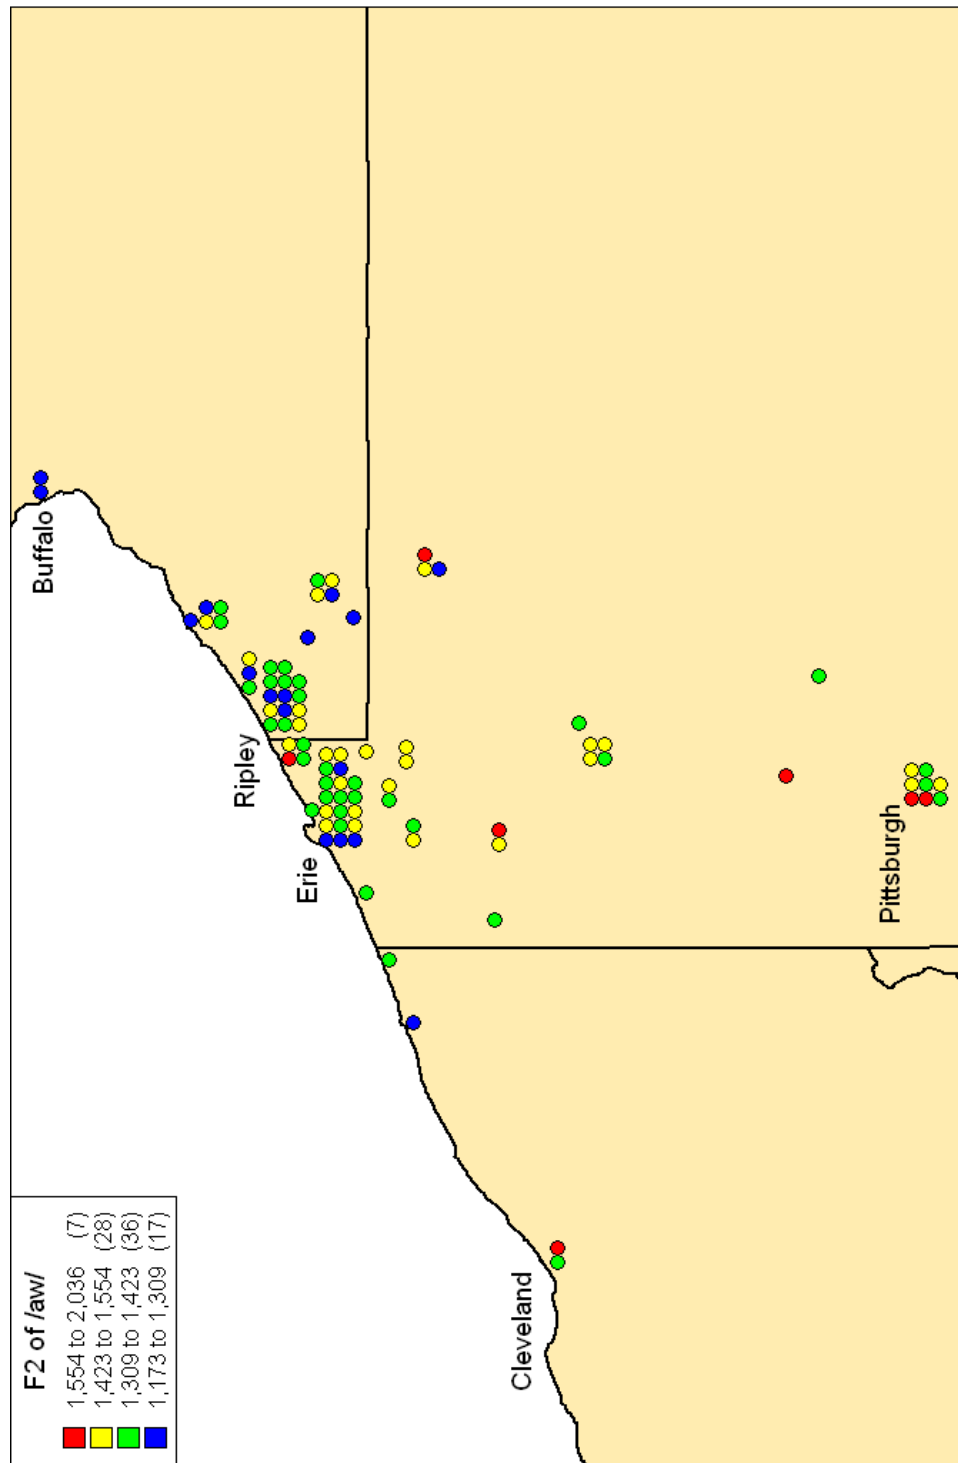 F2 of /aw/
1,554 to 2,036 (7)
1,423 to 1,554 (28)
1,309 to 1,423 (36)
1,173 to 1,309 (17)
Buffalo
Ripley
Erie
Cleveland
Pittsburgh